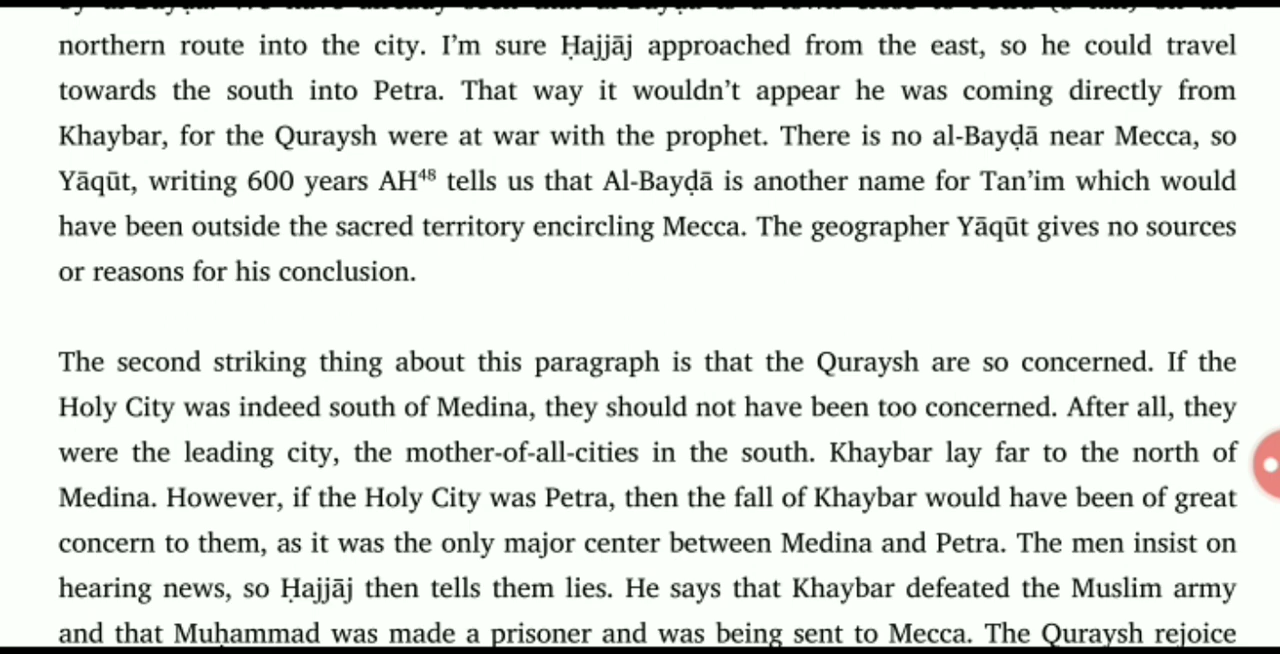 northern route into the city. I'm sure Ḥajjāj approached from the east, so he could travel
towards the south into Petra. That way it wouldn't appear he was coming directly from
Khaybar, for the Quraysh were at war with the prophet. There is no al-Bayḍā near Mecca, so
Yāqūt, writing 600 years AH⁴⁸ tells us that Al-Bayḍā is another name for Tan'im which would
have been outside the sacred territory encircling Mecca. The geographer Yāqūt gives no sources
or reasons for his conclusion.
The second striking thing about this paragraph is that the Quraysh are so concerned. If the
Holy City was indeed south of Medina, they should not have been too concerned. After all, they
were the leading city, the mother-of-all-cities in the south. Khaybar lay far to the north of
Medina. However, if the Holy City was Petra, then the fall of Khaybar would have been of great
concern to them, as it was the only major center between Medina and Petra. The men insist on
hearing news, so Ḥajjāj then tells them lies. He says that Khaybar defeated the Muslim army
and that Muḥammad was made a prisoner and was being sent to Mecca. The Quraysh rejoice